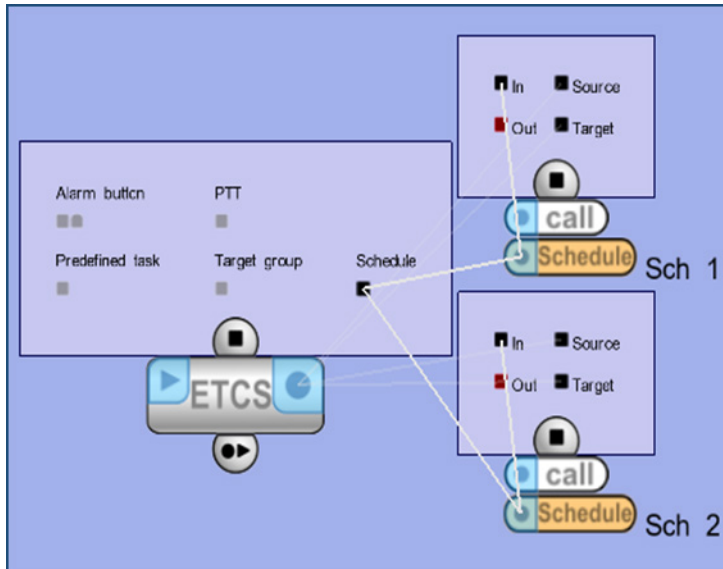 In Source
Out Target
call
Schedule Sch 1
Alarm button PTT
Predefined task Target group Schedule
ETCS
In Source
Out Target
call
Schedule Sch 2